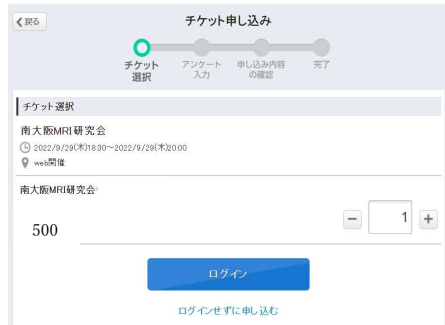 戻る
チケット申し込み
チケット
選択
アンケート
入力
申し込み内容
の確認
完了
チケット選択
南大阪MRI研究会
2022/9/29(木)18:30～2022/9/29(木)20:00
web開催
南大阪MRI研究会
500
1
ログイン
ログインせずに申し込む